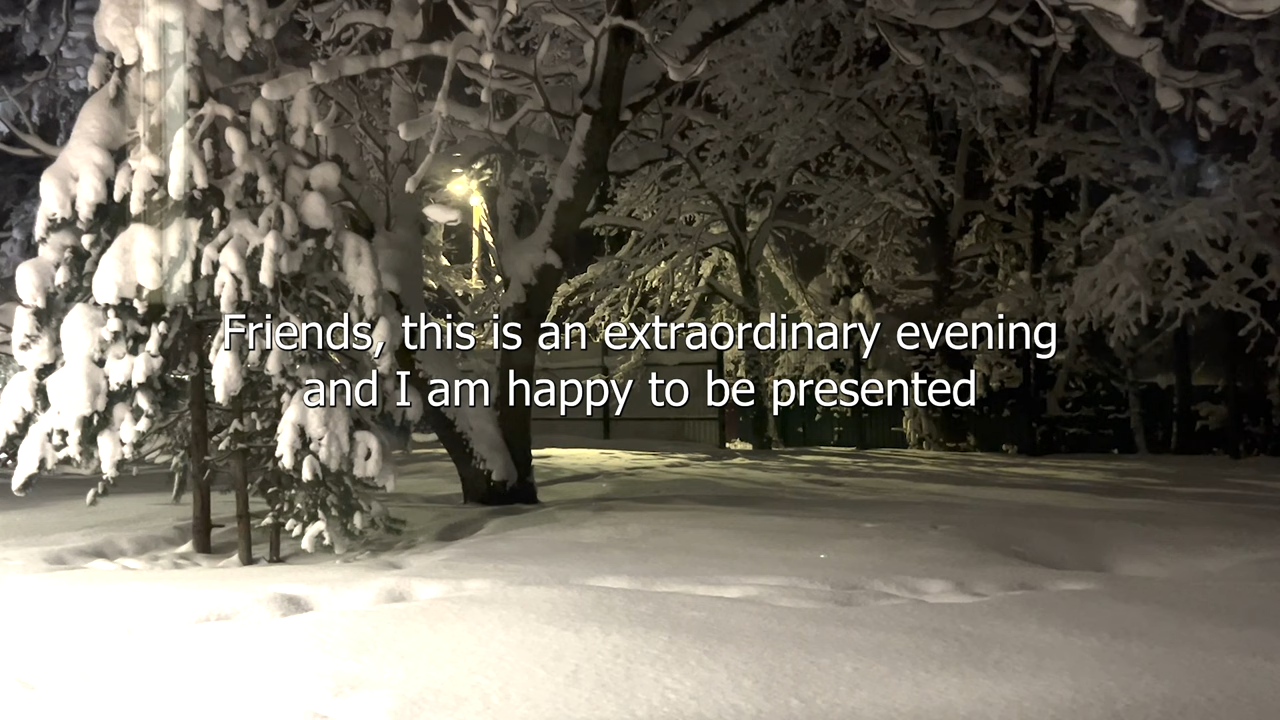 Friends, this is an extraordinary evening
and I am happy to be presented